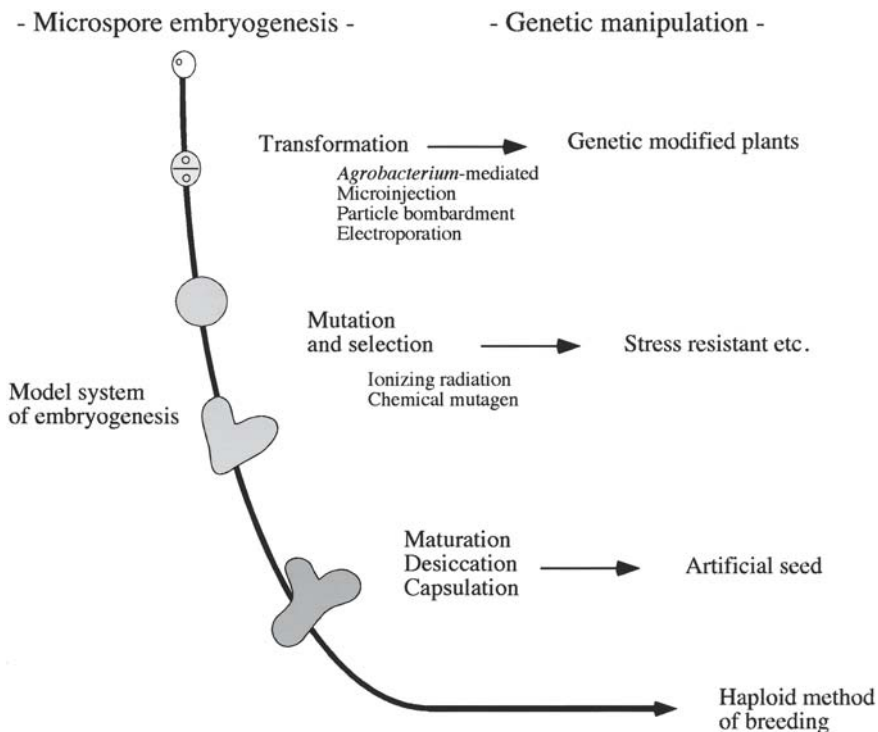 - Microspore embryogenesis -
- Genetic manipulation -
Transformation
Genetic modified plants
Agrobacterium-mediated
Microinjection
Particle bombardment
Electroporation
Mutation
and selection
Stress resistant etc.
Ionizing radiation
Chemical mutagen
Model system
of embryogenesis
Maturation
Desiccation
Capsulation
Artificial seed
Haploid method
of breeding